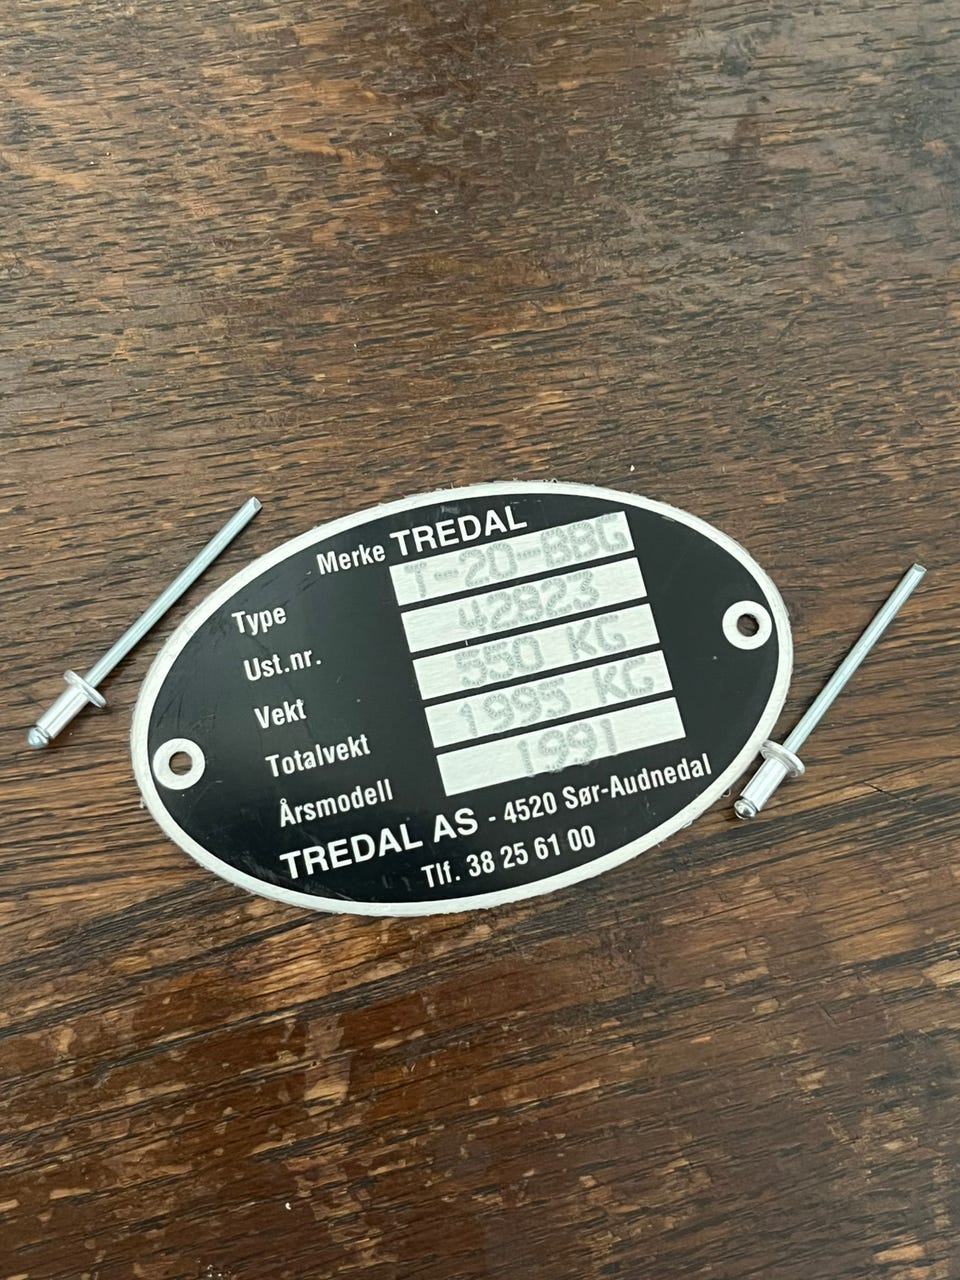 Merke TREDAL
Type T-20-
Ust.nr. 42823
Vekt 550 KG
Totalvekt 1995 KG
Årsmodell 1991
TREDAL AS - 4520 Sør-Audnedal
Tlf. 38 25 61 00